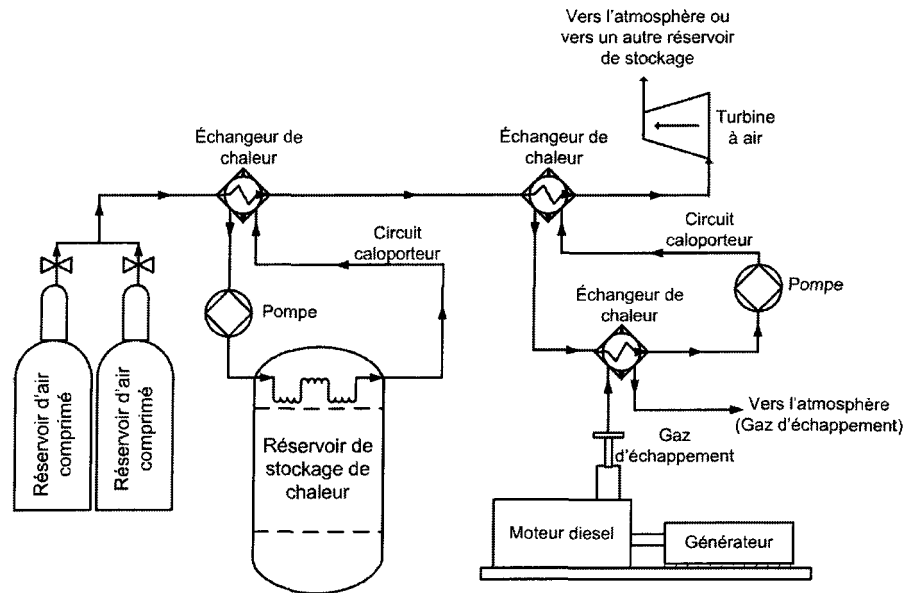 Vers l'atmosphère ou
vers un autre réservoir
de stockage
Turbine
à air
Échangeur de
chaleur
Échangeur de
chaleur
Circuit
caloporteur
Circuit
caloporteur
Pompe
Pompe
Échangeur de
chaleur
Réservoir d'air
comprimé
Réservoir d'air
comprimé
Réservoir de
stockage de
chaleur
Vers l'atmosphère
(Gaz d'échappement)
Gaz
d'échappement
Moteur diesel
Générateur